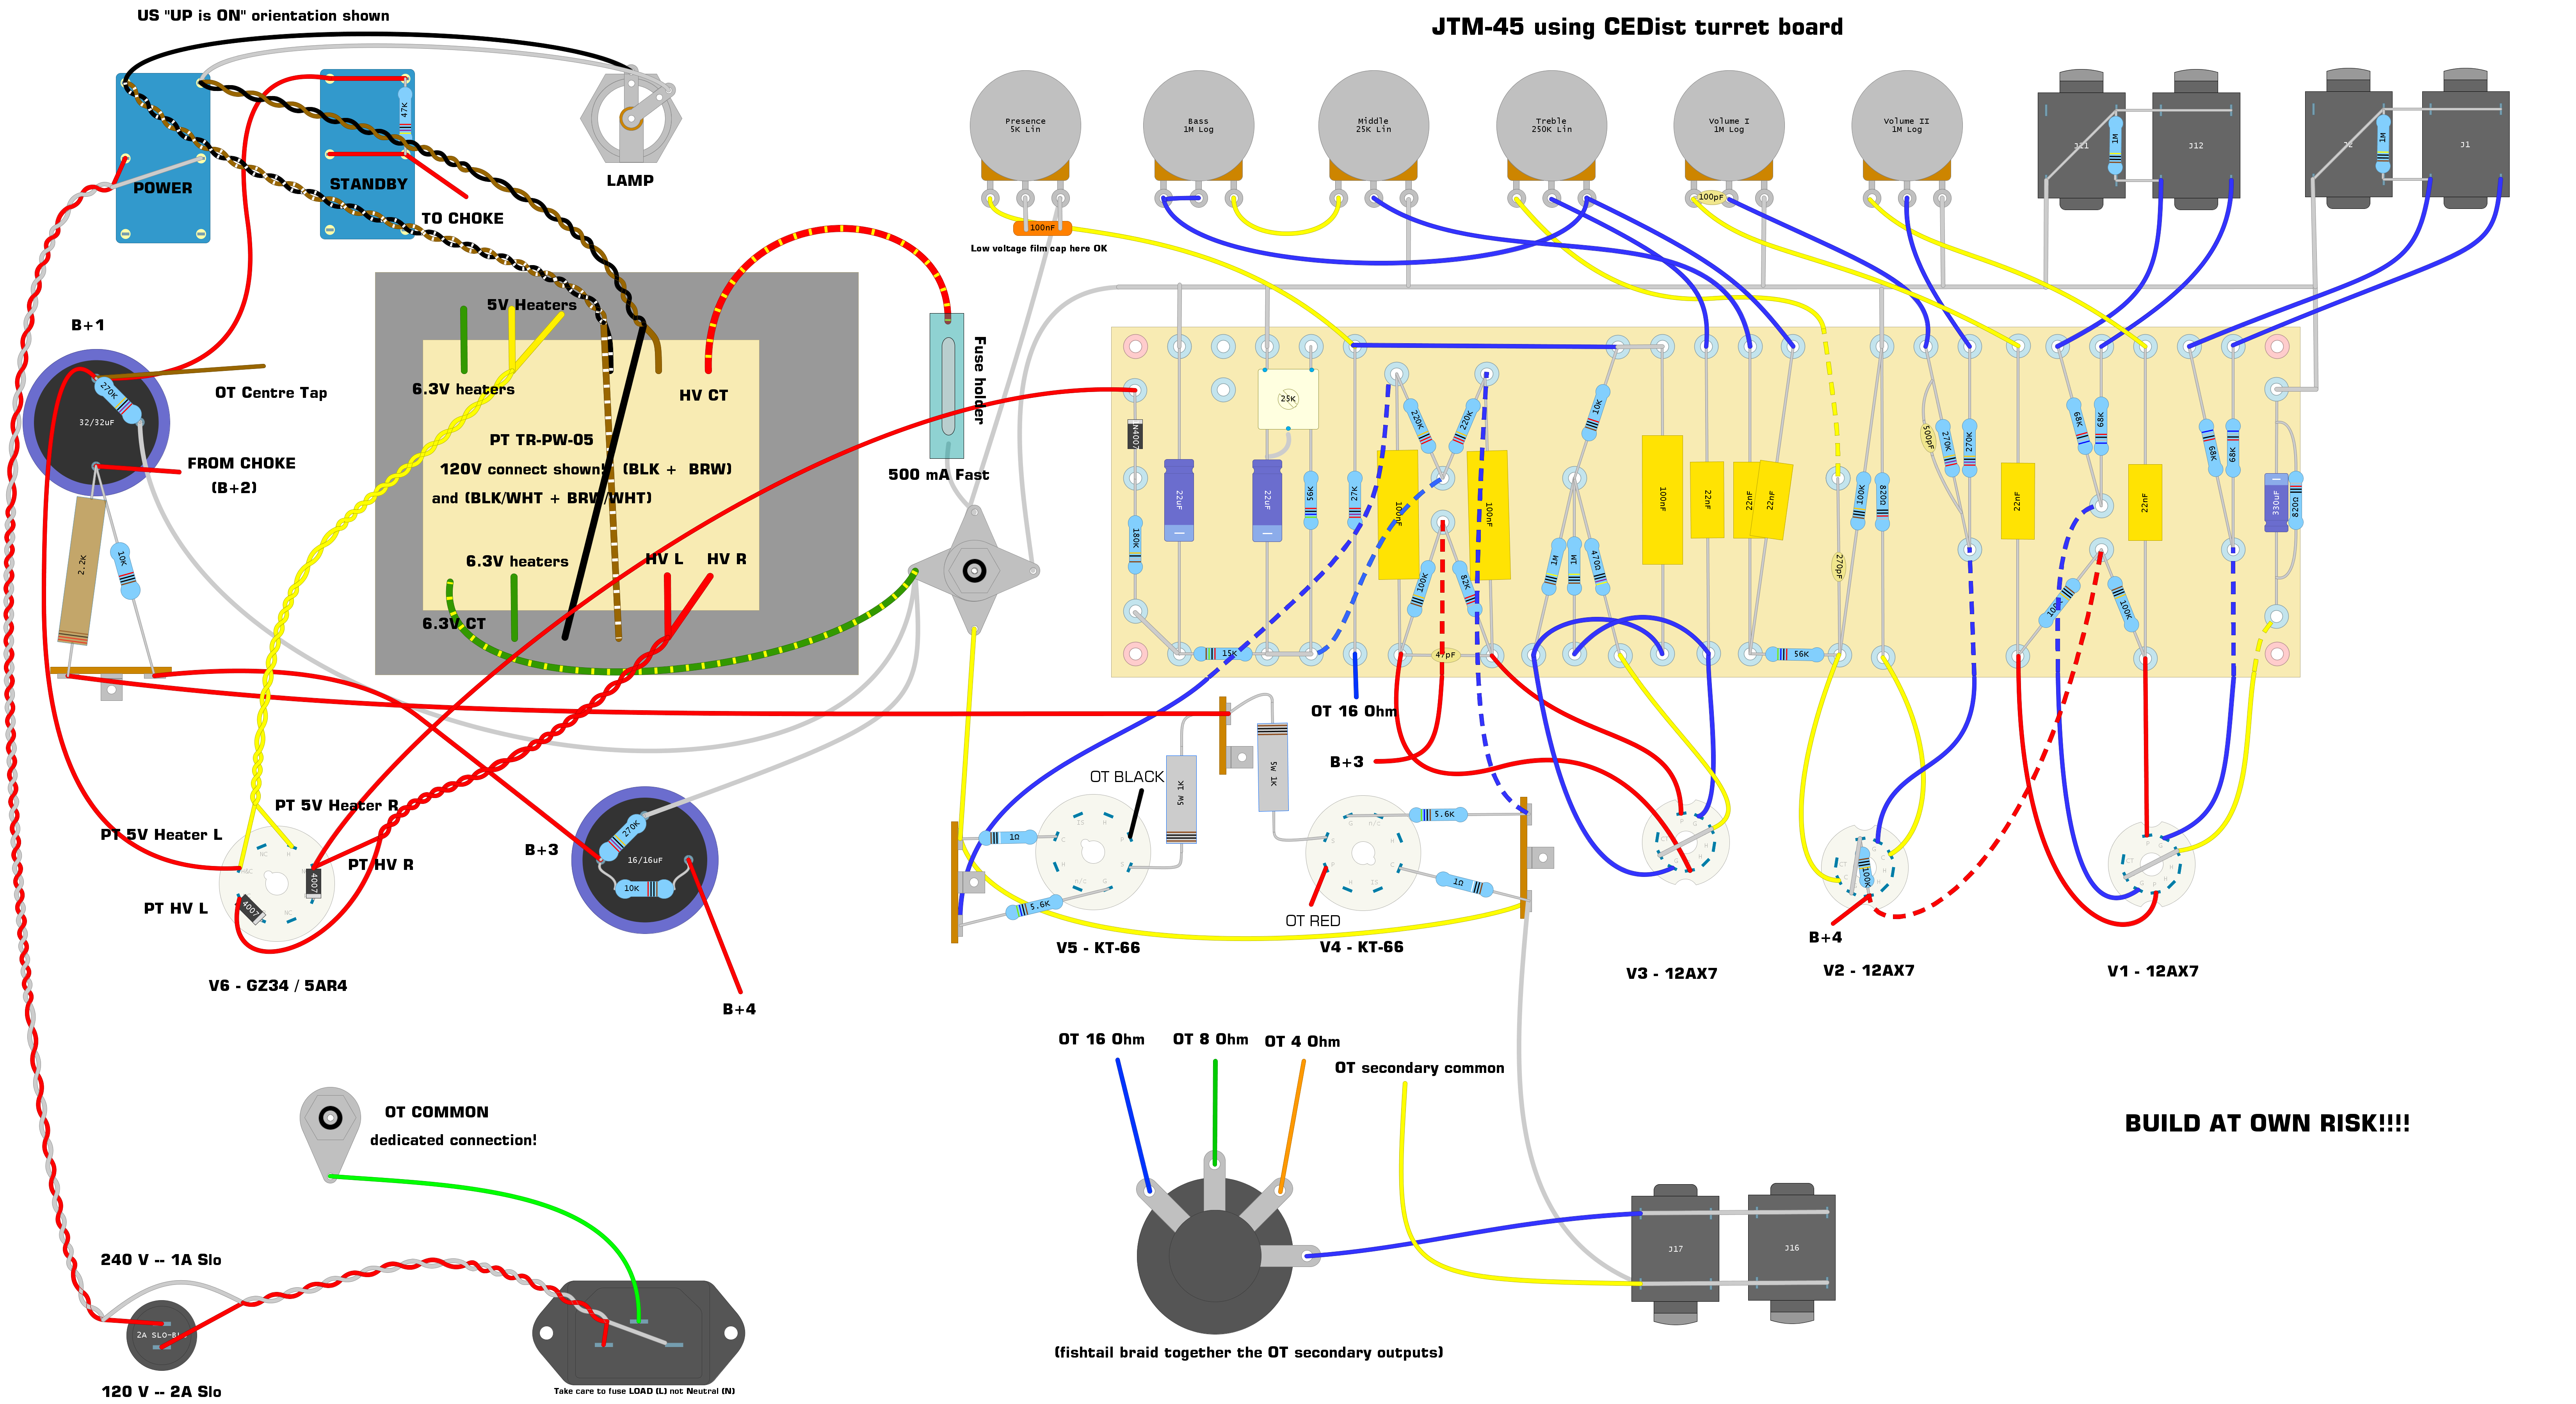 US "UP is ON" orientation shown
JTM-45 using CEDist turret board
47K
POWER
STANDBY
TO CHOKE
LAMP
Presence
5K Lin
Bass
1M Log
Middle
25K Lin
Treble
250K Lin
Volume I
1M Log
Volume II
1M Log
J11
1M
J12
J2
1M
J1
100nF
100pF
Low voltage film cap here OK
B+1
270K
32/32uF
OT Centre Tap
FROM CHOKE
(B+2)
2.2K
10K
5V Heaters
6.3V heaters
HV CT
PT TR-PW-05
120V connect shown! (BLK + BRW)
and (BLK/WHT + BRW/WHT)
6.3V heaters
HV L
HV R
6.3V CT
Fuse holder
500 mA Fast
1N4007
180K
22uF
25K
22uF
56K
27K
15K
220K
220K
100nF
100nF
100K
82K
47pF
10K
1M
1M
470Ω
100nF
22nF
22nF
22nF
56K
270pF
100K
820Ω
500pF
270K
270K
22nF
68K
68K
100K
100K
22nF
68K
68K
330uF
820Ω
OT 16 Ohm
B+3
OT BLACK
5W 1K
5W 1K
PT 5V Heater R
PT 5V Heater L
PT HV R
PT HV L
4007
4007
V6 - GZ34 / 5AR4
B+3
270K
16/16uF
10K
B+4
1Ω
5.6K
V5 - KT-66
5.6K
1Ω
OT RED
V4 - KT-66
V3 - 12AX7
100K
B+4
V2 - 12AX7
V1 - 12AX7
OT COMMON
dedicated connection!
OT 16 Ohm
OT 8 Ohm
OT 4 Ohm
OT secondary common
BUILD AT OWN RISK!!!!
J17
J16
240 V -- 1A Slo
120 V -- 2A Slo
Take care to fuse LOAD (L) not Neutral (N)
(fishtail braid together the OT secondary outputs)